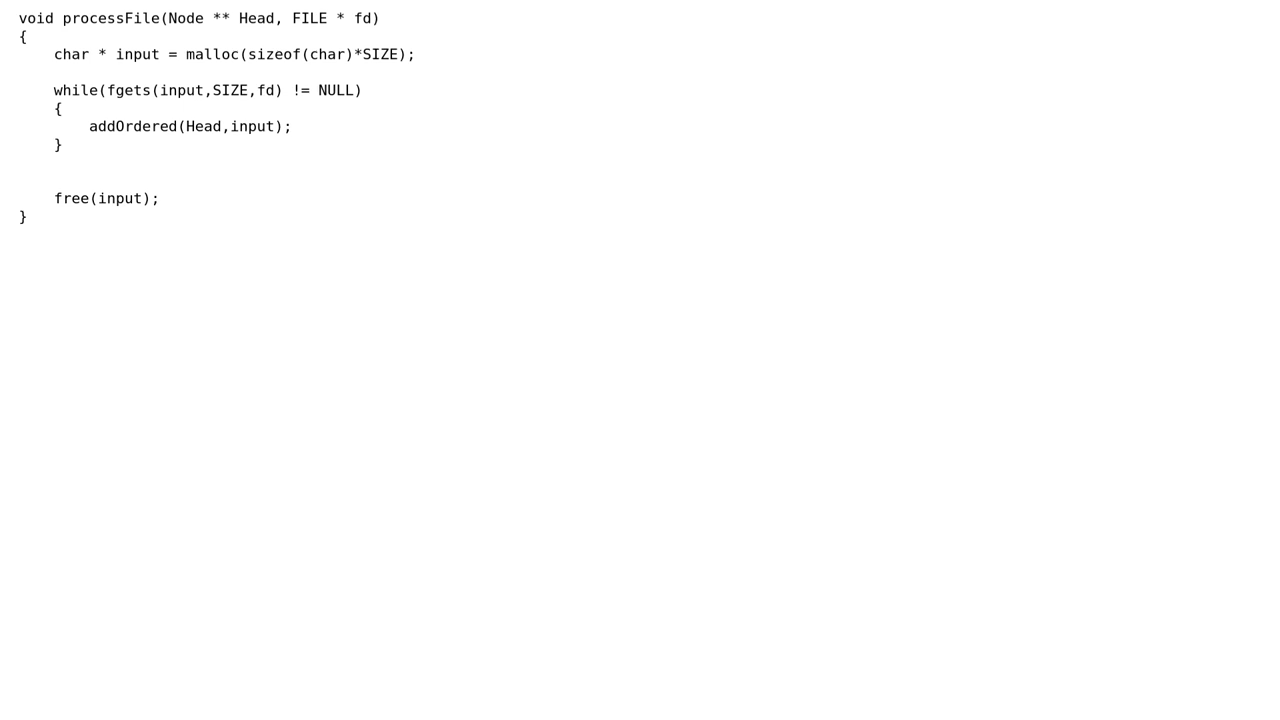 void processFile(Node ** Head, FILE * fd)
{
    char * input = malloc(sizeof(char)*SIZE);

    while(fgets(input,SIZE,fd) != NULL)
    {
        addOrdered(Head,input);
    }


    free(input);
}